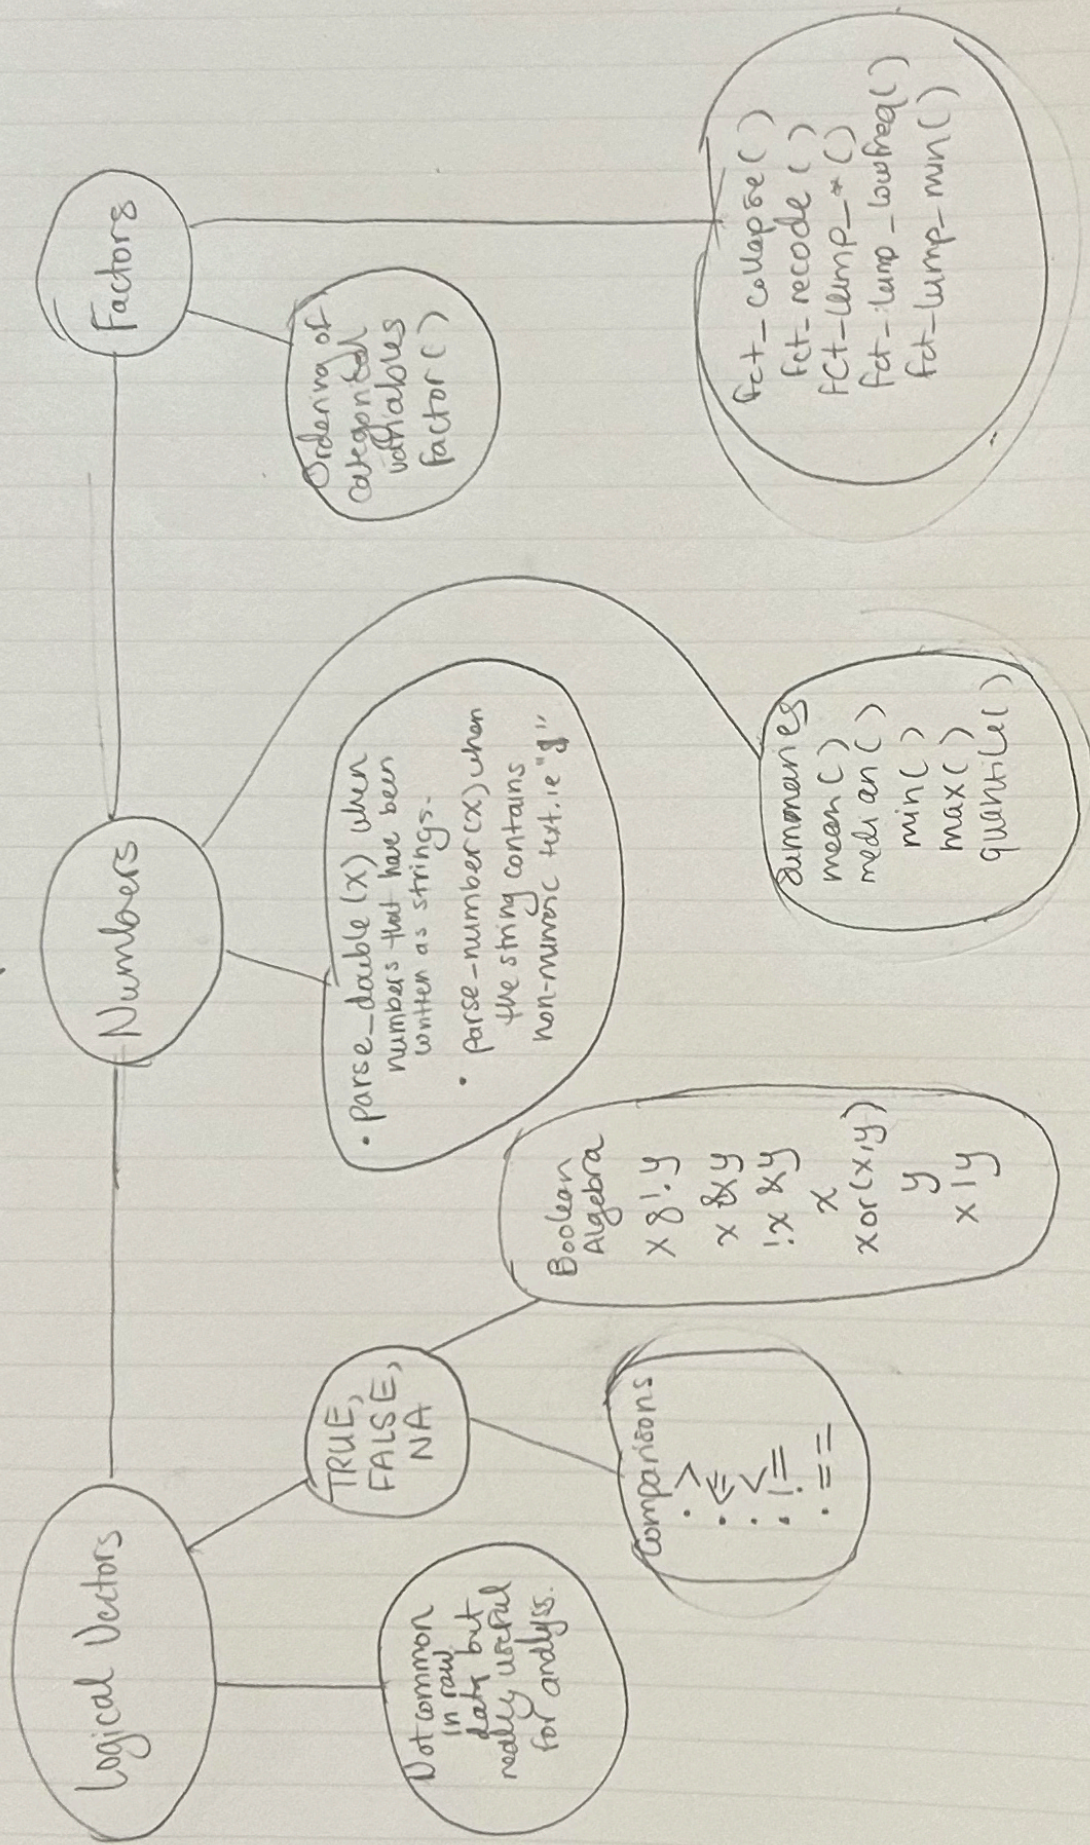 Logical Vectors
Not common
in raw
data but
really useful
for analysis.
TRUE,
FALSE,
NA
Comparisons
· >
· <=
· <
· !=
· ==
Boolean
Algebra
x & !y
x & y
!x & y
x
xor(x,y)
y
x | y
Numbers
· parse_double (x) when
numbers that have been
written as strings.
· parse-number(x) when
the string contains
non-numeric text. ie "$"
Summaries
mean( )
median( )
min( )
max( )
quantile( )
Factors
Ordering of
categorical
variables
factor( )
fct_collapse( )
fct_recode( )
fct_lump_*( )
fct_lump_lowfreq( )
fct_lump_min( )